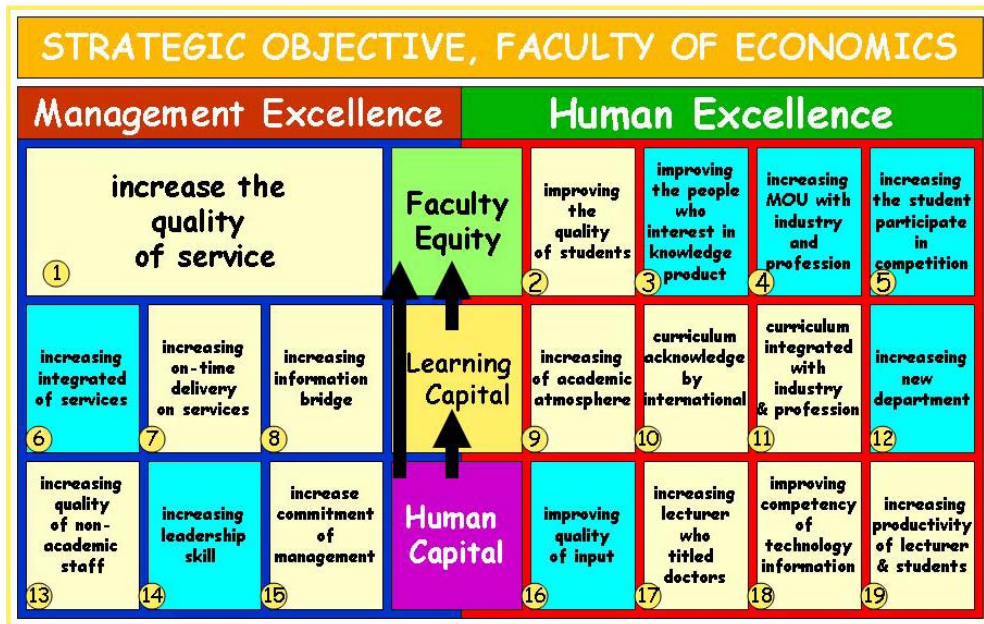 STRATEGIC OBJECTIVE, FACULTY OF ECONOMICS
Management Excellence
Human Excellence
increase the
quality
of service
1
Faculty
Equity
improving
the
quality
of students
2
improving
the people
who
interest in
knowledge
product
3
increasing
MOU with
industry
and
profession
4
increasing
the student
participate
in
competition
5
increasing
integrated
of services
6
increasing
on-time
delivery
on services
7
increasing
information
bridge
8
Learning
Capital
increasing
of academic
atmosphere
9
curriculum
acknowledge
by
international
10
curriculum
integrated
with
industry
& profession
11
increaseing
new
department
12
increasing
quality
of non-
academic
staff
13
increasing
leadership
skill
14
increase
commitment
of
management
15
Human
Capital
improving
quality
of input
16
increasing
lecturer
who
titled
doctors
17
improving
competency
of
technology
information
18
increasing
productivity
of lecturer
& students
19